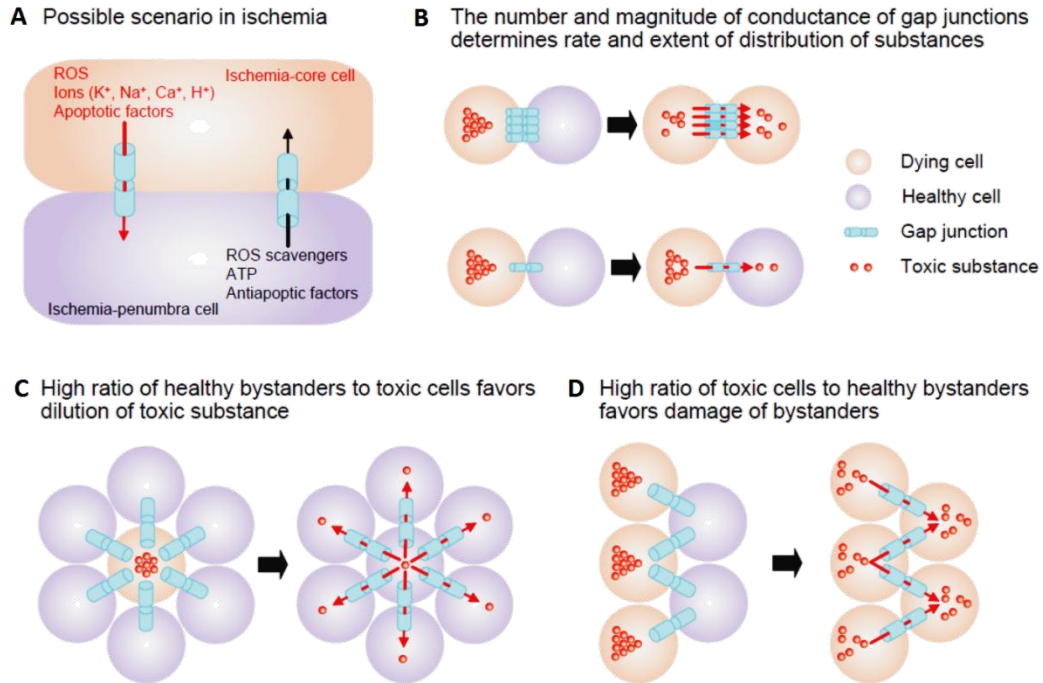 A Possible scenario in ischemia
ROS
Ions (K⁺, Na⁺, Ca⁺, H⁺)
Apoptotic factors
Ischemia-core cell
ROS scavengers
ATP
Antiapoptic factors
Ischemia-penumbra cell
B The number and magnitude of conductance of gap junctions
determines rate and extent of distribution of substances
Dying cell
Healthy cell
Gap junction
Toxic substance
C High ratio of healthy bystanders to toxic cells favors
dilution of toxic substance
D High ratio of toxic cells to healthy bystanders
favors damage of bystanders